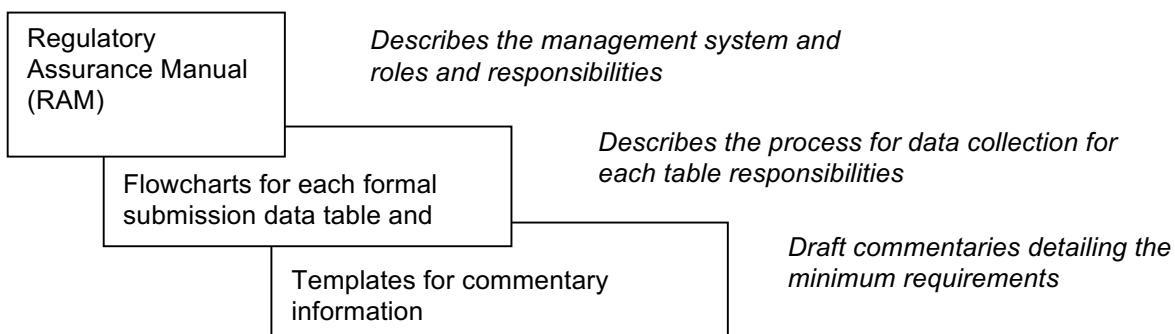 Regulatory
Assurance Manual
(RAM)
Describes the management system and
roles and responsibilities
Flowcharts for each formal
submission data table and
Describes the process for data collection for
each table responsibilities
Templates for commentary
information
Draft commentaries detailing the
minimum requirements